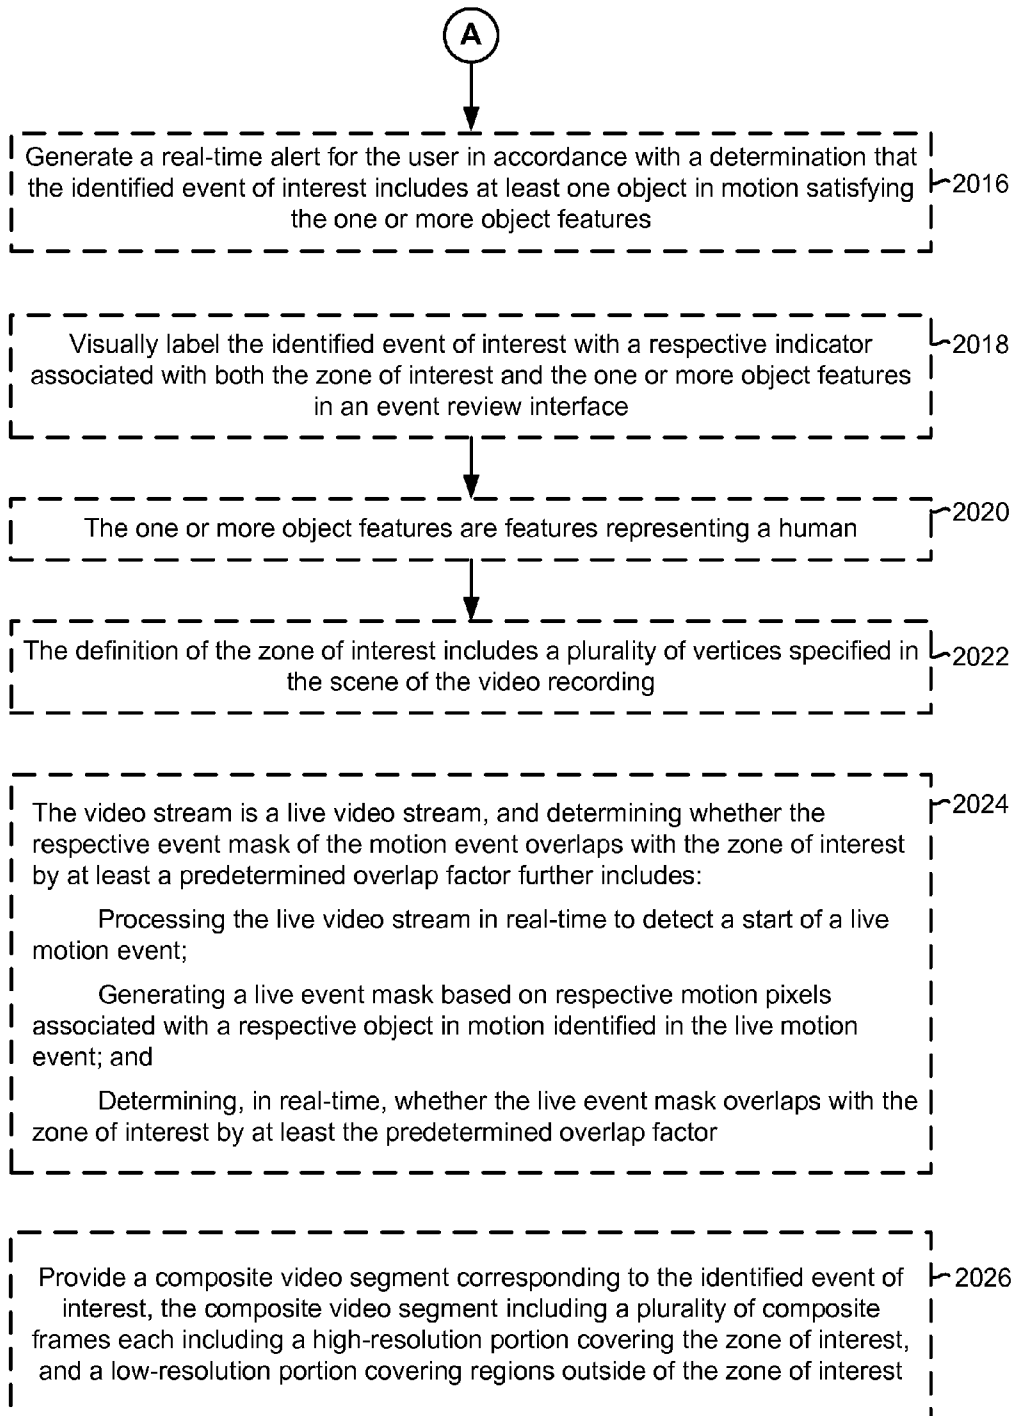 A
Generate a real-time alert for the user in accordance with a determination that
the identified event of interest includes at least one object in motion satisfying
the one or more object features
2016
Visually label the identified event of interest with a respective indicator
associated with both the zone of interest and the one or more object features
in an event review interface
2018
The one or more object features are features representing a human
2020
The definition of the zone of interest includes a plurality of vertices specified in
the scene of the video recording
2022
The video stream is a live video stream, and determining whether the
respective event mask of the motion event overlaps with the zone of interest
by at least a predetermined overlap factor further includes:
Processing the live video stream in real-time to detect a start of a live
motion event;
Generating a live event mask based on respective motion pixels
associated with a respective object in motion identified in the live motion
event; and
Determining, in real-time, whether the live event mask overlaps with the
zone of interest by at least the predetermined overlap factor
2024
Provide a composite video segment corresponding to the identified event of
interest, the composite video segment including a plurality of composite
frames each including a high-resolution portion covering the zone of interest,
and a low-resolution portion covering regions outside of the zone of interest
2026